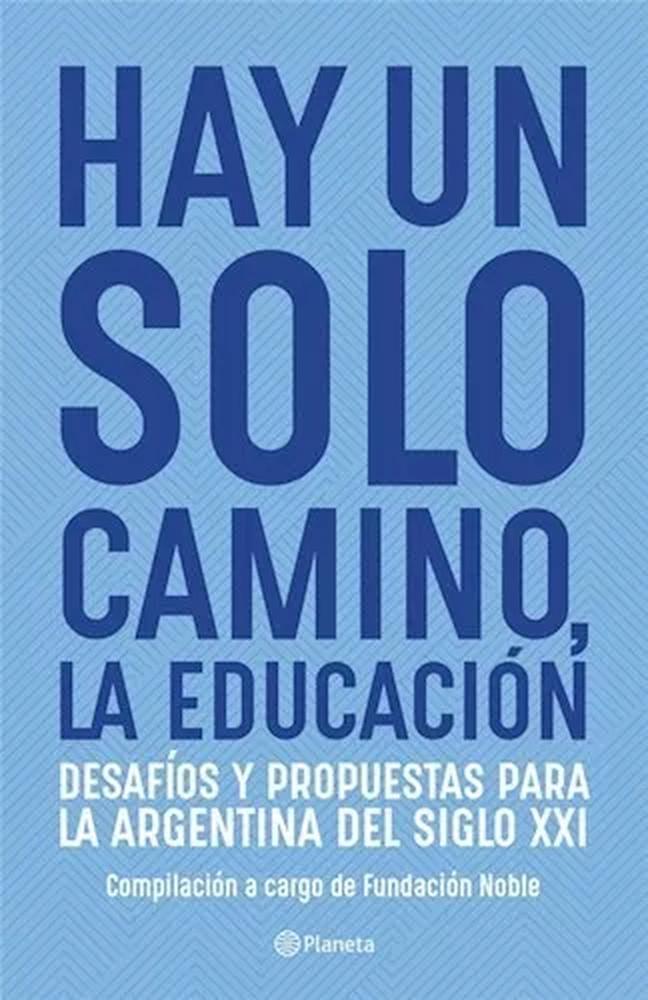 HAY UN
SOLO
CAMINO,
LA EDUCACIÓN
DESAFÍOS Y PROPUESTAS PARA
LA ARGENTINA DEL SIGLO XXI
Compilación a cargo de Fundación Noble
Planeta